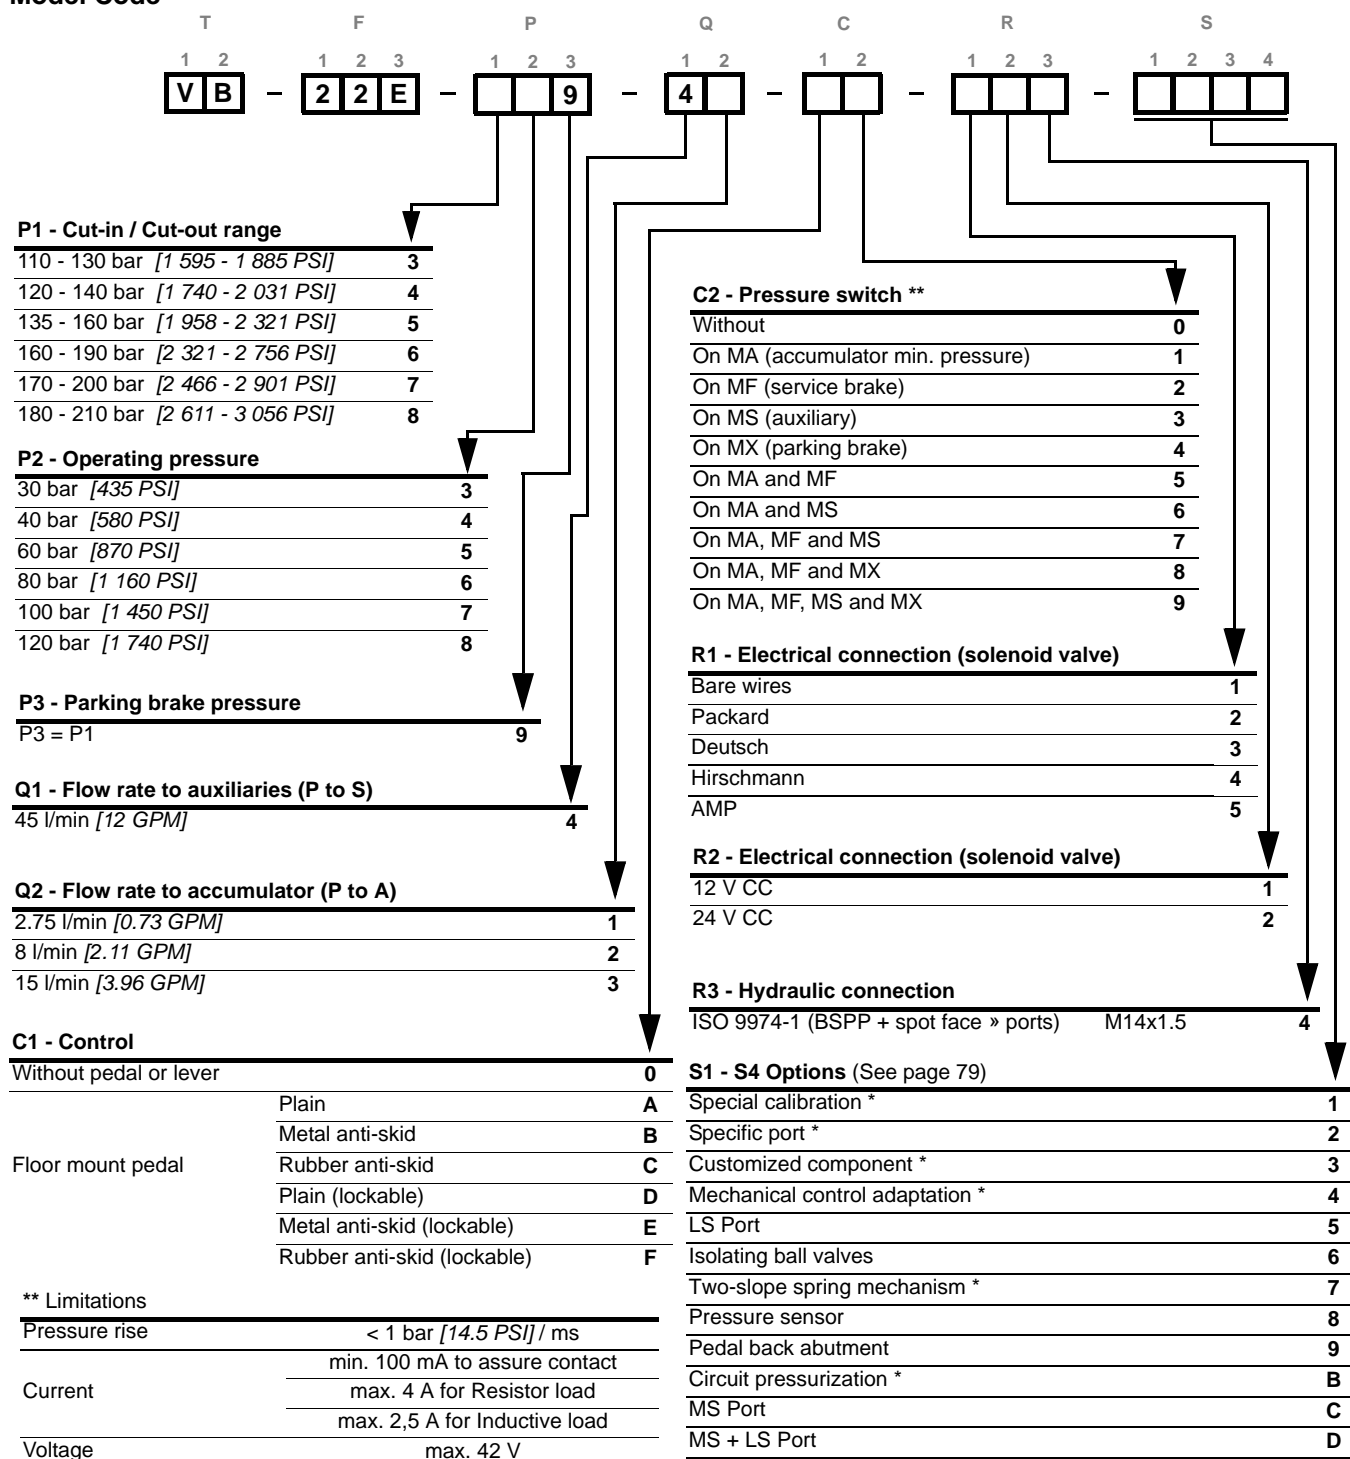 Model Code
T F P Q C R S
1 2 1 2 3 1 2 3 1 2 1 2 1 2 3 1 2 3 4
V B – 2 2 E – 9 – 4 – – –
P1 - Cut-in / Cut-out range
110 - 130 bar [1 595 - 1 885 PSI] 3
120 - 140 bar [1 740 - 2 031 PSI] 4
135 - 160 bar [1 958 - 2 321 PSI] 5
160 - 190 bar [2 321 - 2 756 PSI] 6
170 - 200 bar [2 466 - 2 901 PSI] 7
180 - 210 bar [2 611 - 3 056 PSI] 8
P2 - Operating pressure
30 bar [435 PSI] 3
40 bar [580 PSI] 4
60 bar [870 PSI] 5
80 bar [1 160 PSI] 6
100 bar [1 450 PSI] 7
120 bar [1 740 PSI] 8
P3 - Parking brake pressure
P3 = P1 9
Q1 - Flow rate to auxiliaries (P to S)
45 l/min [12 GPM] 4
Q2 - Flow rate to accumulator (P to A)
2.75 l/min [0.73 GPM] 1
8 l/min [2.11 GPM] 2
15 l/min [3.96 GPM] 3
C1 - Control
Without pedal or lever 0
Plain A
Metal anti-skid B
Floor mount pedal Rubber anti-skid C
Plain (lockable) D
Metal anti-skid (lockable) E
Rubber anti-skid (lockable) F
** Limitations
Pressure rise < 1 bar [14.5 PSI] / ms
min. 100 mA to assure contact
Current max. 4 A for Resistor load
max. 2,5 A for Inductive load
Voltage max. 42 V
C2 - Pressure switch **
Without 0
On MA (accumulator min. pressure) 1
On MF (service brake) 2
On MS (auxiliary) 3
On MX (parking brake) 4
On MA and MF 5
On MA and MS 6
On MA, MF and MS 7
On MA, MF and MX 8
On MA, MF, MS and MX 9
R1 - Electrical connection (solenoid valve)
Bare wires 1
Packard 2
Deutsch 3
Hirschmann 4
AMP 5
R2 - Electrical connection (solenoid valve)
12 V CC 1
24 V CC 2
R3 - Hydraulic connection
ISO 9974-1 (BSPP + spot face » ports) M14x1.5 4
S1 - S4 Options (See page 79)
Special calibration * 1
Specific port * 2
Customized component * 3
Mechanical control adaptation * 4
LS Port 5
Isolating ball valves 6
Two-slope spring mechanism * 7
Pressure sensor 8
Pedal back abutment 9
Circuit pressurization * B
MS Port C
MS + LS Port D